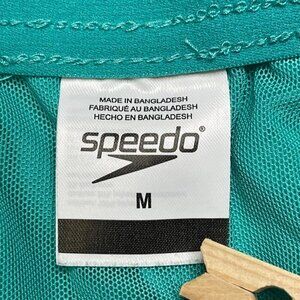 MADE IN BANGLADESH
FABRIQUÉ AU BANGLADESH
HECHO EN BANGLADESH
speedo®
M